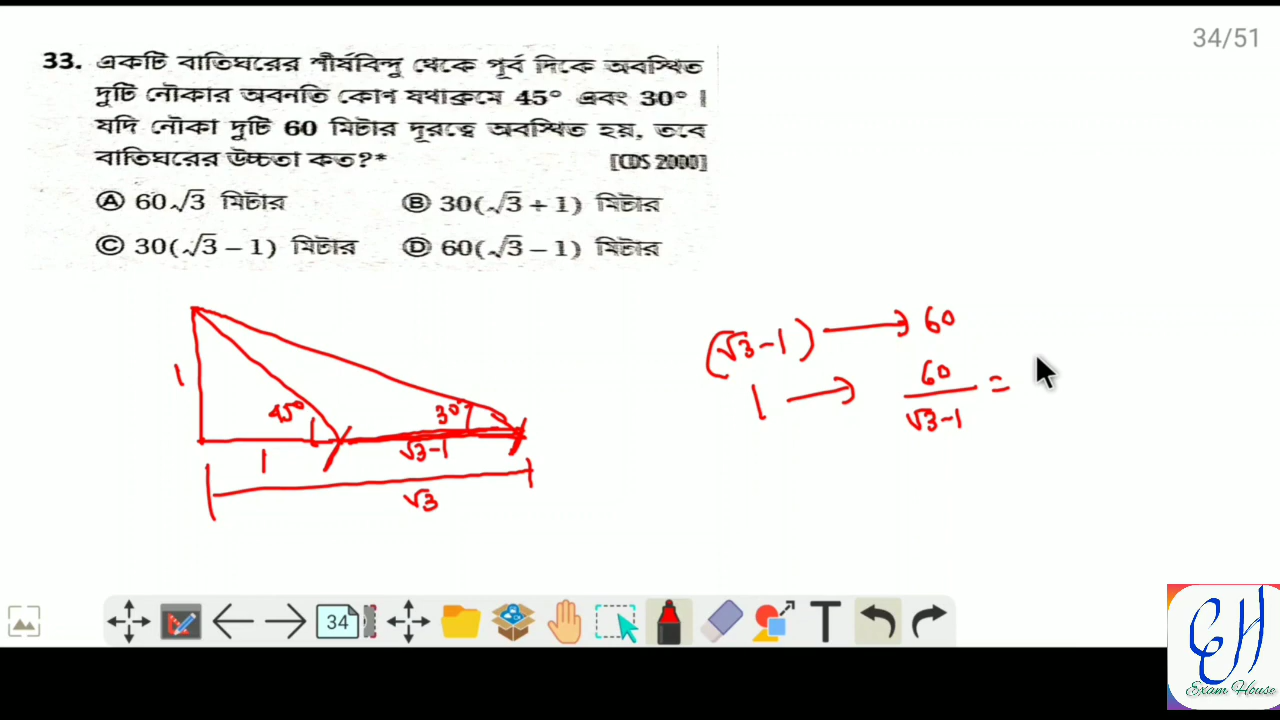 34/51
33. একটি বাতিঘরের শীর্ষবিন্দু থেকে পূর্ব দিকে অবস্থিত
দুটি নৌকার অবনতি কোণ যথাক্রমে 45° এবং 30° |
যদি নৌকা দুটি 60 মিটার দূরত্বে অবস্থিত হয়, তবে
বাতিঘরের উচ্চতা কত?* [CDS 2000]
Ⓐ 60√3 মিটার Ⓑ 30(√3 + 1) মিটার
Ⓒ 30(√3 – 1) মিটার Ⓓ 60(√3 – 1) মিটার
(√3-1) → 60
1 → 60/(√3-1) =
1
45° 30°
1 √3-1
√3
34 T
CH
Exam House